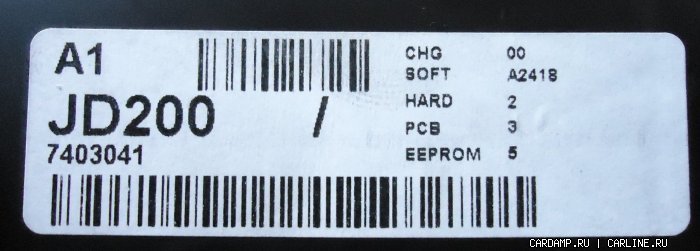 A1
JD200 /
7403041
CHG 00
SOFT A2418
HARD 2
PCB 3
EEPROM 5
CARDAMP.RU | CARLINE.RU